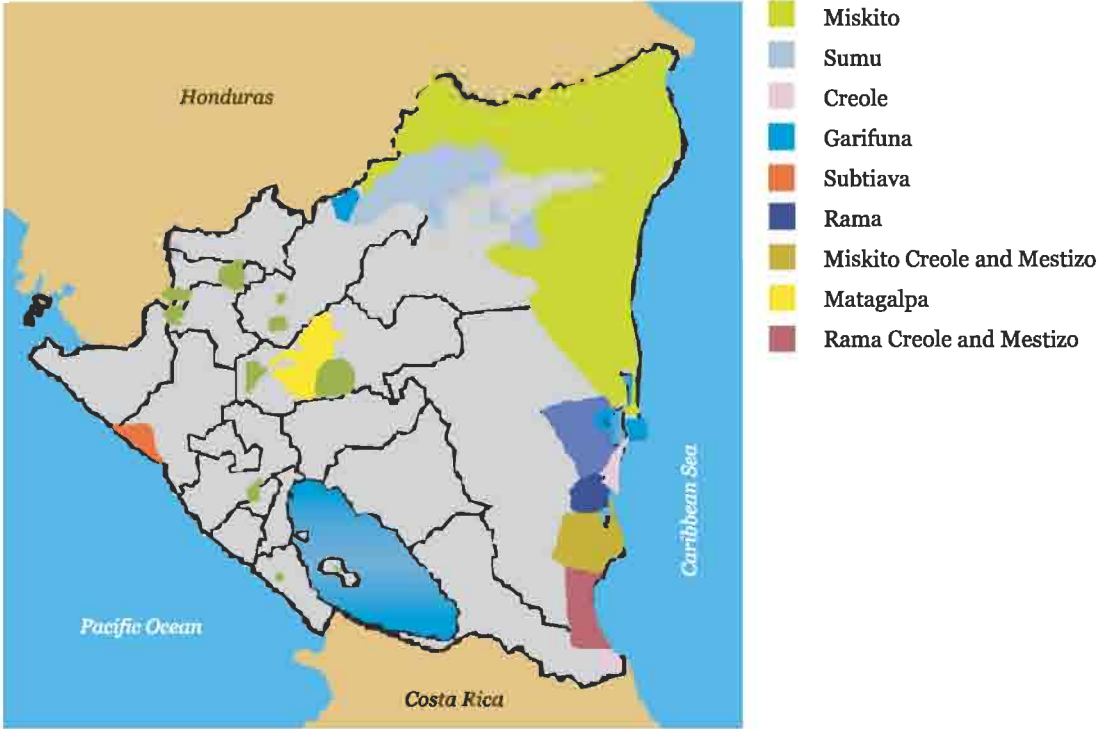 Honduras
Caribbean Sea
Pacific Ocean
Costa Rica
Miskito
Sumu
Creole
Garifuna
Subtiava
Rama
Miskito Creole and Mestizo
Matagalpa
Rama Creole and Mestizo